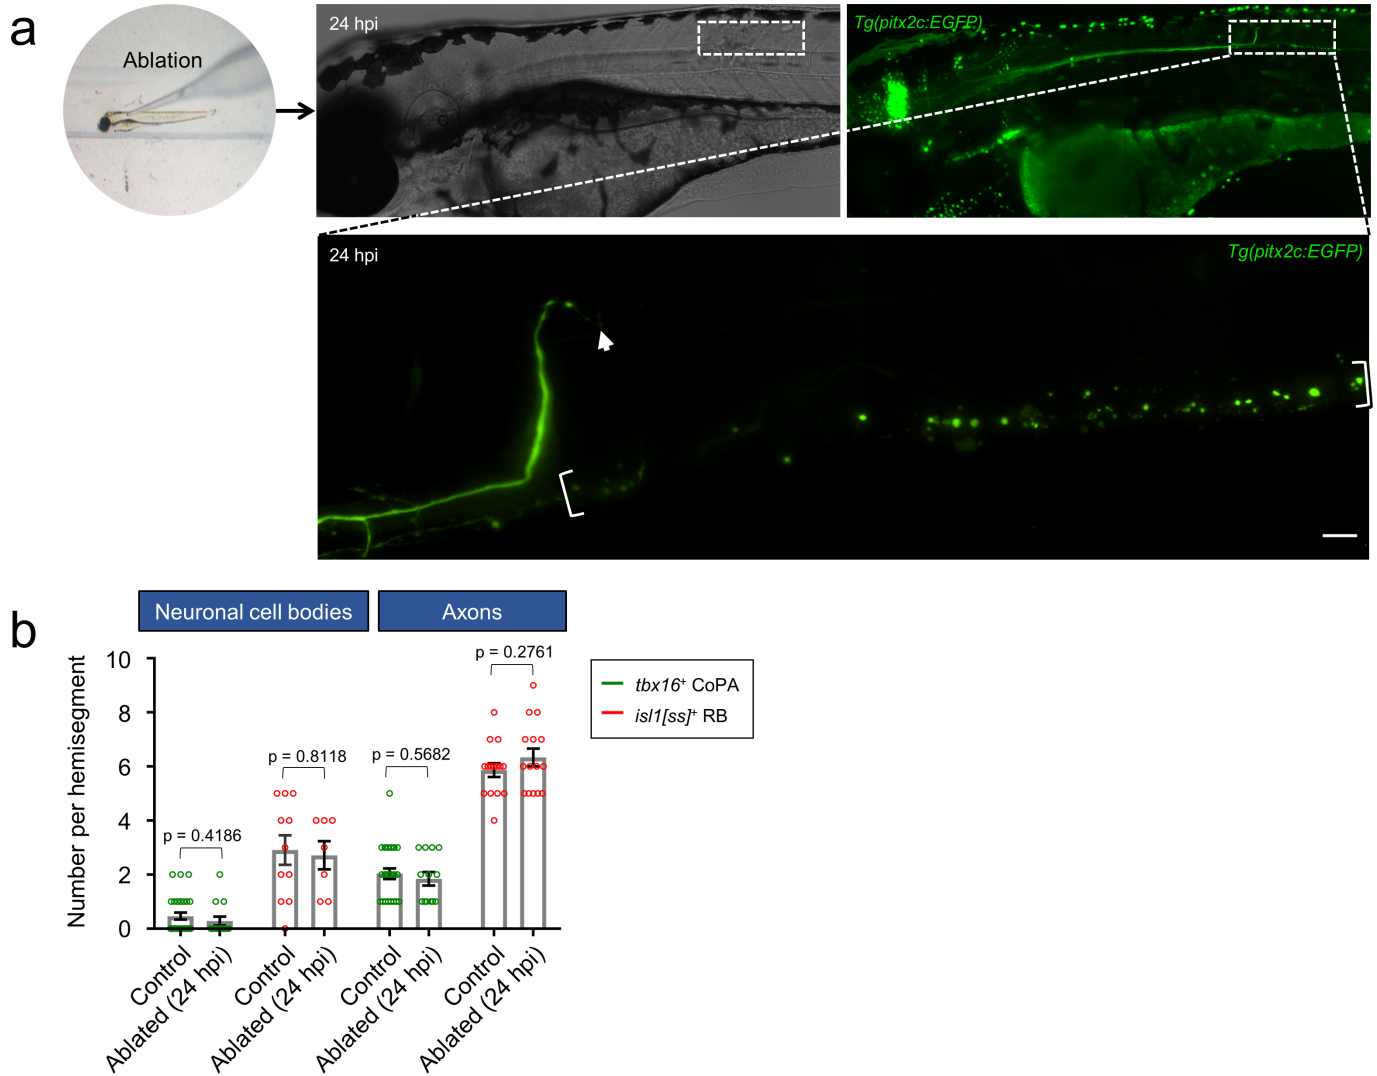 a
Ablation
24 hpi
Tg(pitx2c:EGFP)
24 hpi
Tg(pitx2c:EGFP)
b
Neuronal cell bodies
Axons
Number per hemisegment
10
8
6
4
2
0
p = 0.4186
p = 0.8118
p = 0.5682
p = 0.2761
tbx16⁺ CoPA
isl1[ss]⁺ RB
Control
Ablated (24 hpi)
Control
Ablated (24 hpi)
Control
Ablated (24 hpi)
Control
Ablated (24 hpi)